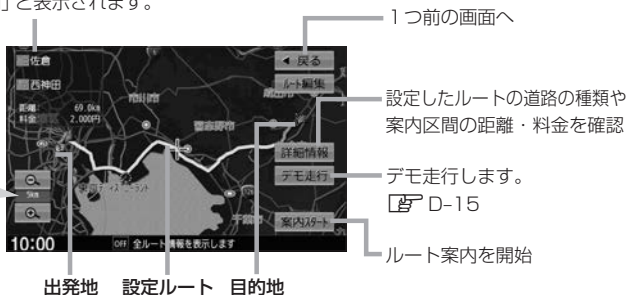 」と表示されます。
1つ前の画面へ
佐倉
◀ 戻る
西神田
ルート編集
距離 69.0km
料金 2,000円
設定したルートの道路の種類や
案内区間の距離・料金を確認
詳細情報
デモ走行
デモ走行します。
D-15
5km
案内スタート
10:00
OFF 全ルート情報を表示します
ルート案内を開始
出発地 設定ルート 目的地